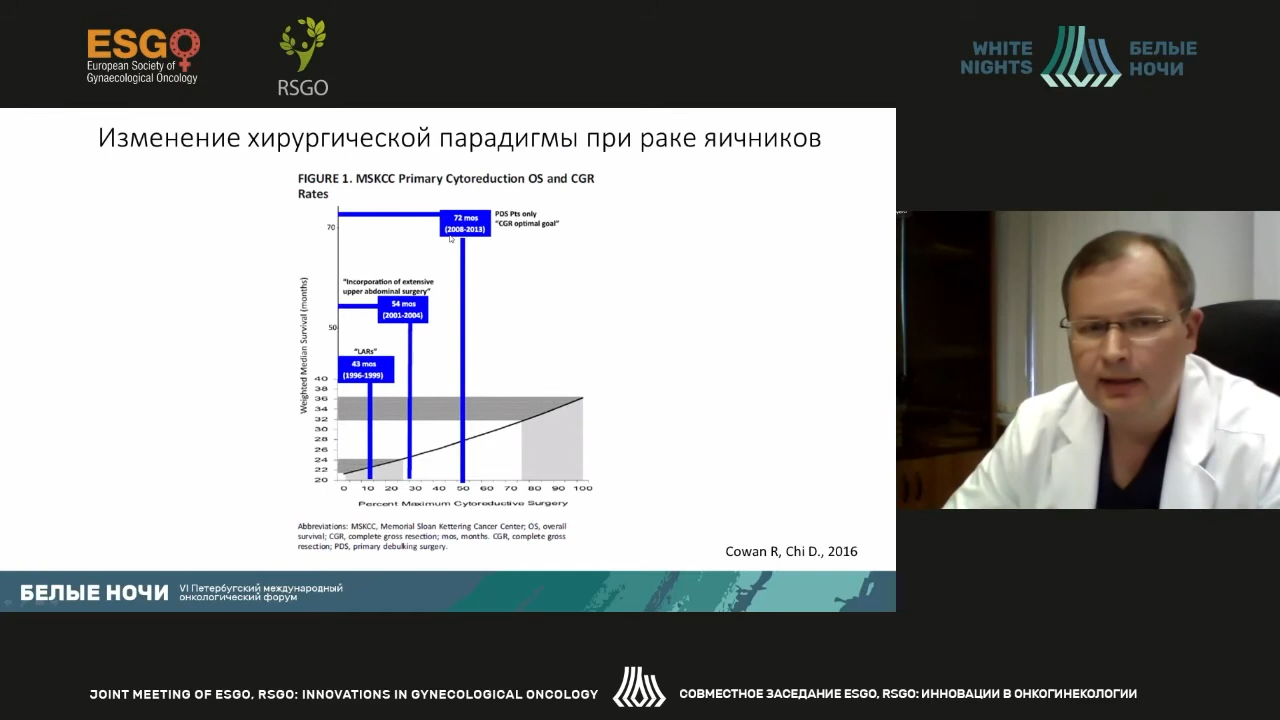 ESGO
European Society of
Gynaecological Oncology
RSGO
WHITE
NIGHTS
БЕЛЫЕ
НОЧИ
Изменение хирургической парадигмы при раке яичников
FIGURE 1. MSKCC Primary Cytoreduction OS and CGR
Rates
72 mos
(2008-2013)
PDS Pts only
"CGR optimal goal"
70
"Incorporation of extensive
upper abdominal surgery"
54 mos
(2001-2004)
50
"LARs"
43 mos
(1996-1999)
Weighted Median Survival (months)
40
38
36
34
32
30
28
26
24
22
20
0 10 20 30 40 50 60 70 80 90 100
Percent Maximum Cytoreductive Surgery
Abbreviations: MSKCC, Memorial Sloan Kettering Cancer Center; OS, overall
survival; CGR, complete gross resection; mos, months. CGR, complete gross
resection; PDS, primary debulking surgery.
Cowan R, Chi D., 2016
БЕЛЫЕ НОЧИ
VI Петербугский международный
онкологический форум
JOINT MEETING OF ESGO, RSGO: INNOVATIONS IN GYNECOLOGICAL ONCOLOGY
СОВМЕСТНОЕ ЗАСЕДАНИЕ ESGO, RSGO: ИННОВАЦИИ В ОНКОГИНЕКОЛОГИИ